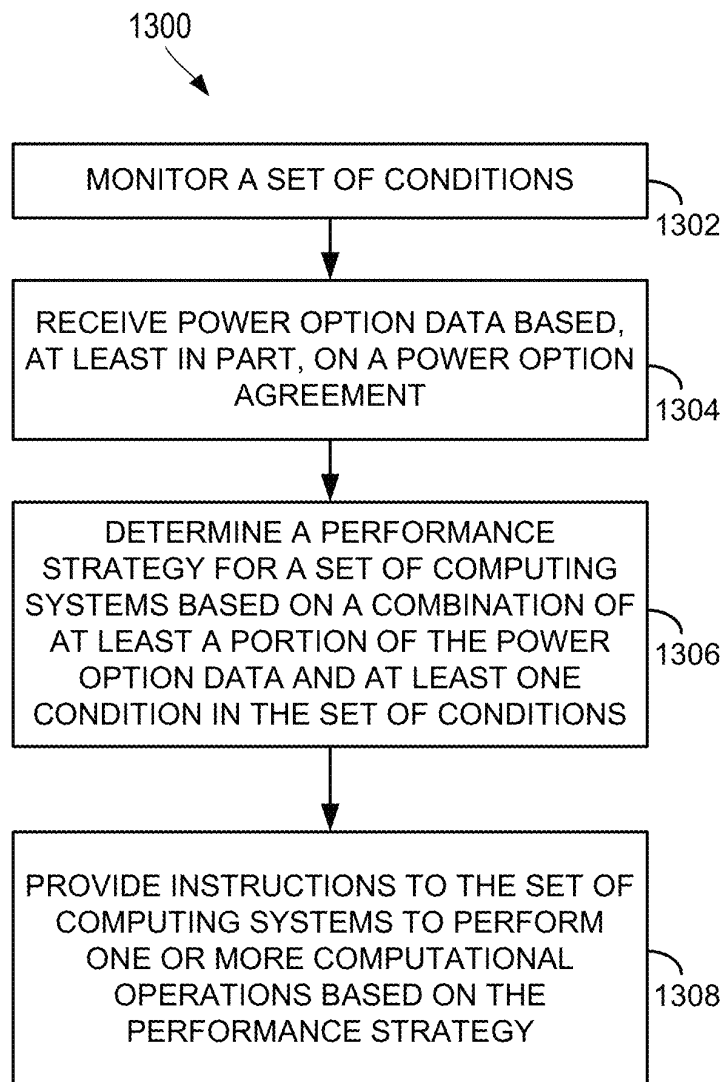 1300
MONITOR A SET OF CONDITIONS
1302
RECEIVE POWER OPTION DATA BASED,
AT LEAST IN PART, ON A POWER OPTION
AGREEMENT
1304
DETERMINE A PERFORMANCE
STRATEGY FOR A SET OF COMPUTING
SYSTEMS BASED ON A COMBINATION OF
AT LEAST A PORTION OF THE POWER
OPTION DATA AND AT LEAST ONE
CONDITION IN THE SET OF CONDITIONS
1306
PROVIDE INSTRUCTIONS TO THE SET OF
COMPUTING SYSTEMS TO PERFORM
ONE OR MORE COMPUTATIONAL
OPERATIONS BASED ON THE
PERFORMANCE STRATEGY
1308